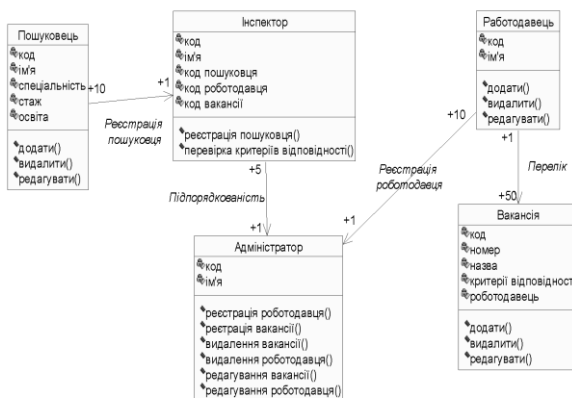 Пошуковець
код
ім'я
спеціальність
стаж
освіта
додати()
видалити()
редагувати()
+10
+1
Реєстрація
пошуковця
Інспектор
код
ім'я
код пошуковця
код роботодавця
код вакансії
реєстрація пошуковця()
перевірка критеріїв відповідності()
+5
Підпорядкованість
+1
Работодавець
код
ім'я
додати()
видалити()
редагувати()
+10
Реєстрація
роботодавця
+1
+1
Перелік
+50
Адміністратор
код
ім'я
реєстрація роботодавця()
реєтрація вакансії()
видалення вакансії()
видалення роботодавця()
редагування вакансії()
редагування роботодавця()
Вакансія
код
номер
назва
критерії відповідност
роботодавець
додати()
видалити()
редагувати()